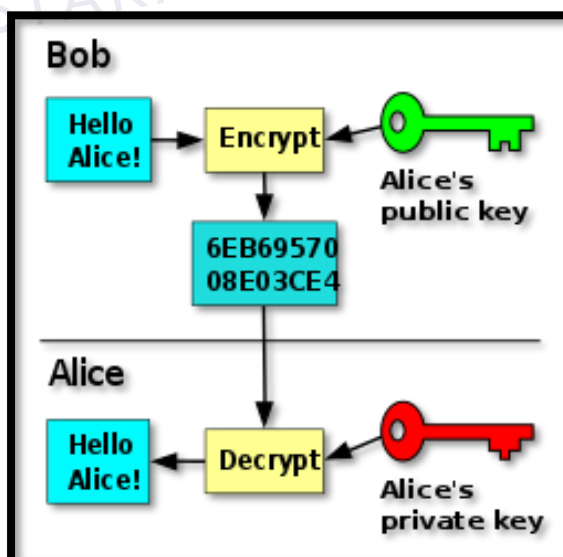 Bob
Hello
Alice!
Encrypt
Alice's
public key
6EB69570
08E03CE4
Alice
Hello
Alice!
Decrypt
Alice's
private key